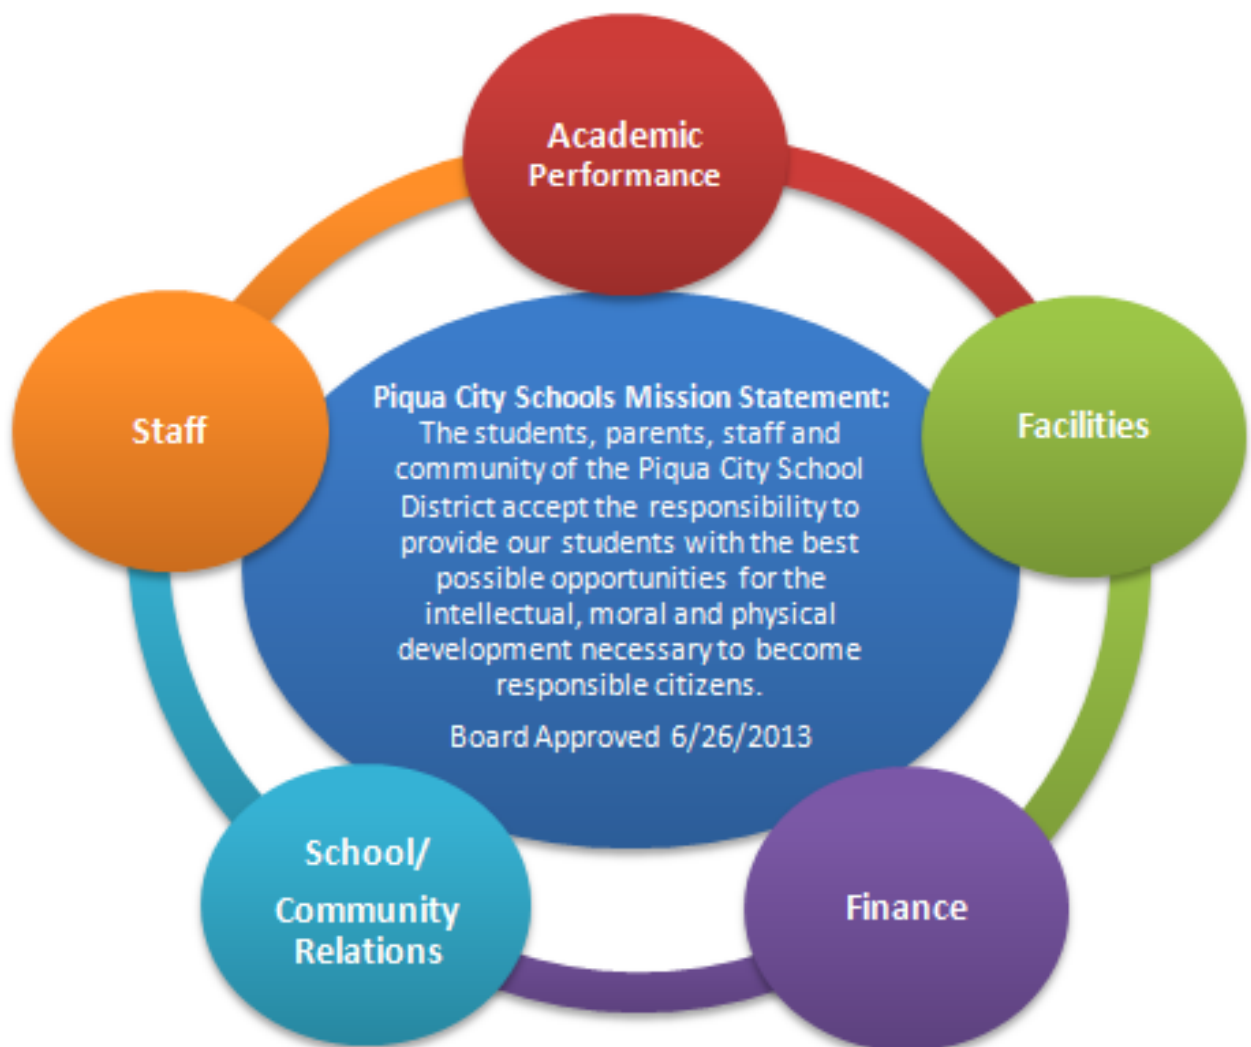 Academic
Performance
Staff
Facilities
Piqua City Schools Mission Statement:
The students, parents, staff and
community of the Piqua City School
District accept the responsibility to
provide our students with the best
possible opportunities for the
intellectual, moral and physical
development necessary to become
responsible citizens.
Board Approved 6/26/2013
School/
Community
Relations
Finance